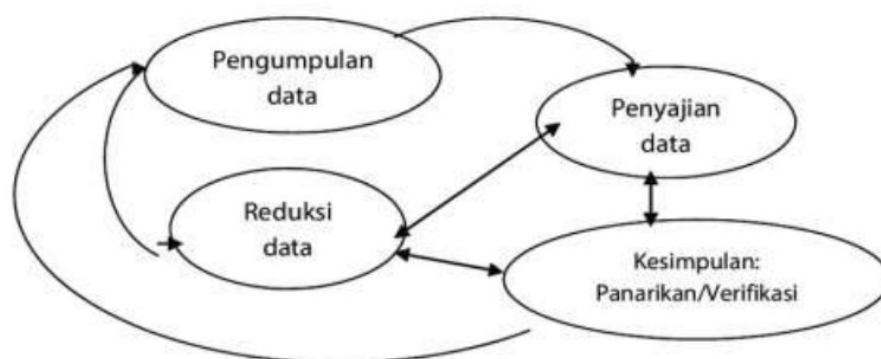 Pengumpulan
data
Penyajian
data
Reduksi
data
Kesimpulan:
Panarikan/Verifikasi